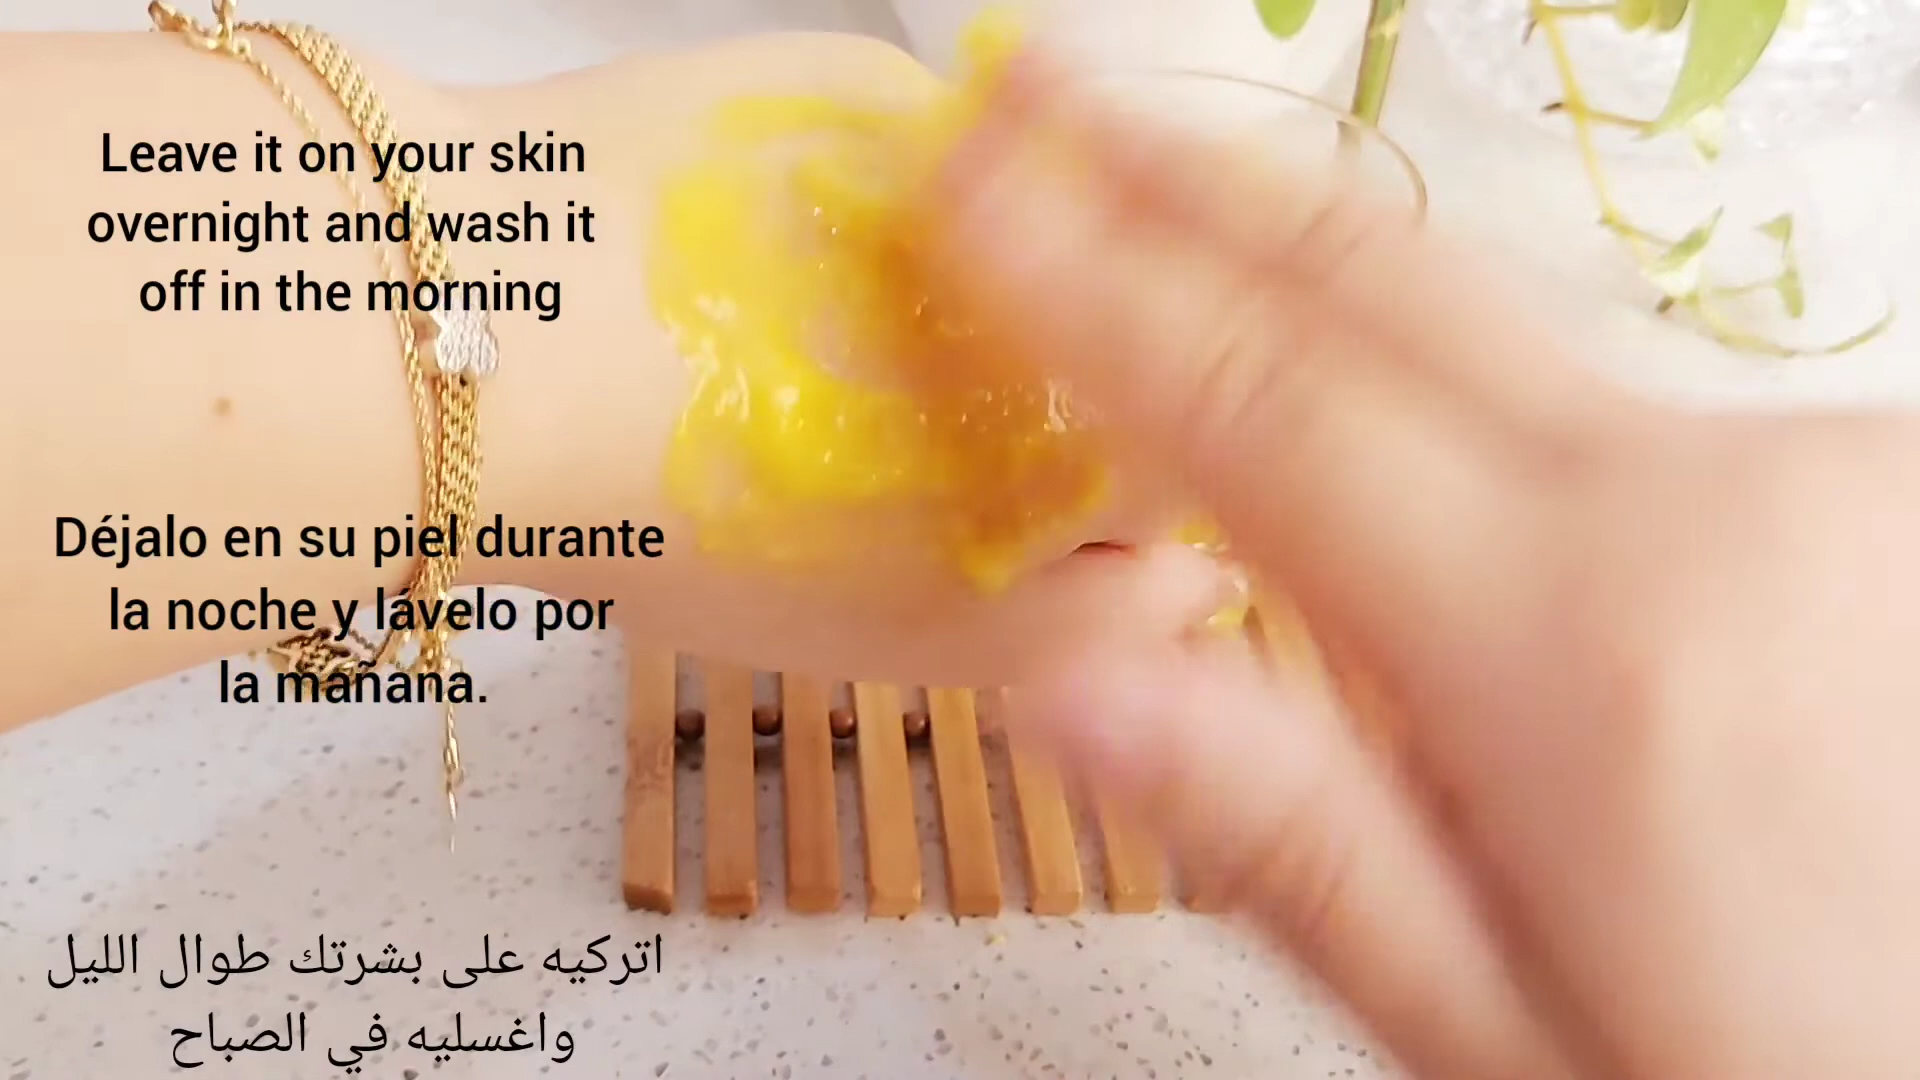 Leave it on your skin
overnight and wash it
off in the morning
Déjalo en su piel durante
la noche y lávelo por
la mañana.
اتركيه على بشرتك طوال الليل
واغسليه في الصباح